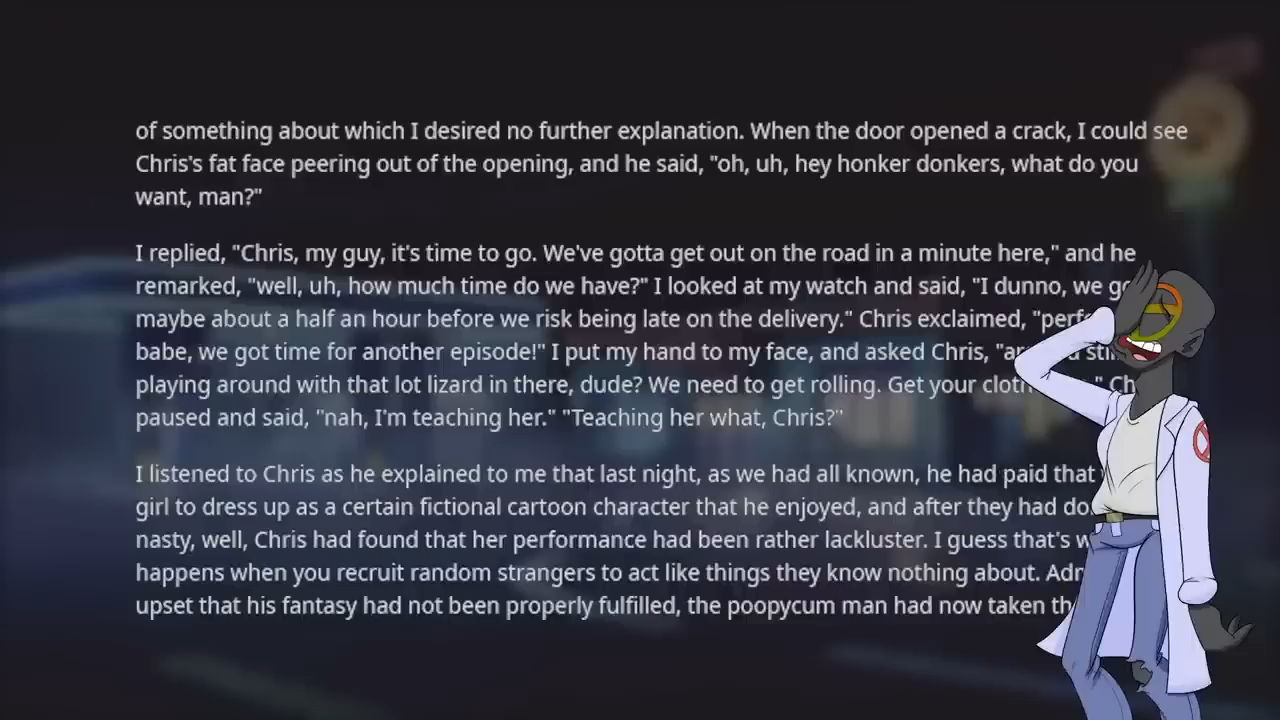 of something about which I desired no further explanation. When the door opened a crack, I could see
Chris's fat face peering out of the opening, and he said, "oh, uh, hey honker donkers, what do you
want, man?"
I replied, "Chris, my guy, it's time to go. We've gotta get out on the road in a minute here," and he
remarked, "well, uh, how much time do we have?" I looked at my watch and said, "I dunno, we
maybe about a half an hour before we risk being late on the delivery." Chris exclaimed,
babe, we got time for another episode!" I put my hand to my face, and asked Chris,
playing around with that lot lizard in there, dude? We need to get rolling. Get your
paused and said, "nah, I'm teaching her." "Teaching her what, Chris?"
I listened to Chris as he explained to me that last night, as we had all known, he had paid that
girl to dress up as a certain fictional cartoon character that he enjoyed, and after they had
nasty, well, Chris had found that her performance had been rather lackluster. I guess that's
happens when you recruit random strangers to act like things they know nothing about.
upset that his fantasy had not been properly fulfilled, the poopycum man had now taken